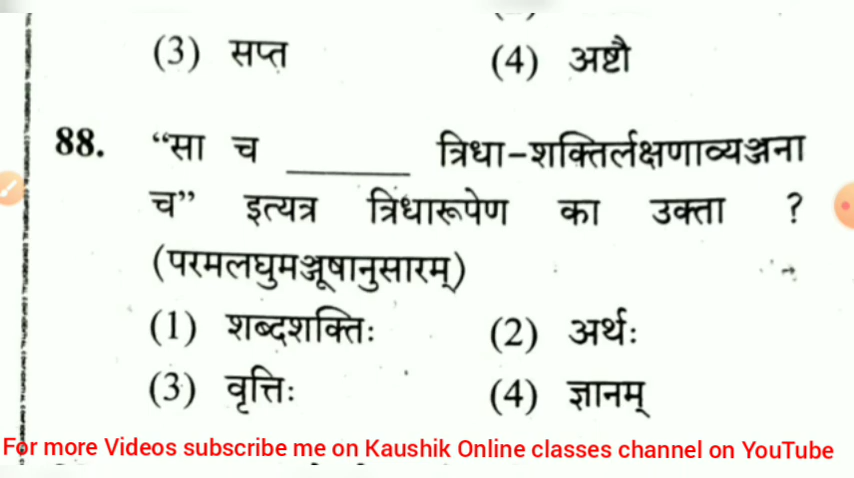 (3) सप्त (4) अष्टौ
88. “सा च ______ त्रिधा-शक्तिर्लक्षणाव्यञ्जना
च” इत्यत्र त्रिधारूपेण का उक्ता ?
(परमलघुमञ्जूषानुसारम्)
(1) शब्दशक्तिः (2) अर्थः
(3) वृत्तिः (4) ज्ञानम्
For more Videos subscribe me on Kaushik Online classes channel on YouTube